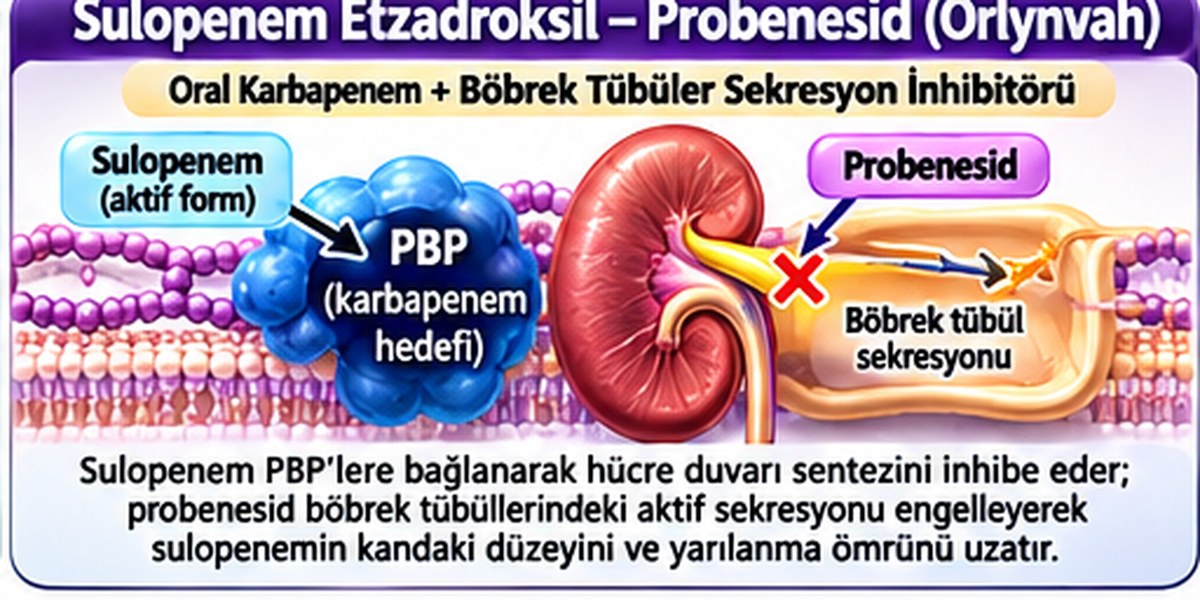 Sulopenem Etzadroksil – Probenesid (Orlynvah)
Oral Karbapenem + Böbrek Tübüler Sekresyon İnhibitörü
Sulopenem
(aktif form)
PBP
(karbapenem
hedefi)
Probenesid
Böbrek tübül
sekresyonu
Sulopenem PBP'lere bağlanarak hücre duvarı sentezini inhibe eder;
probenesid böbrek tübüllerindeki aktif sekresyonu engelleyerek
sulopenemin kandaki düzeyini ve yarılanma ömrünü uzatır.